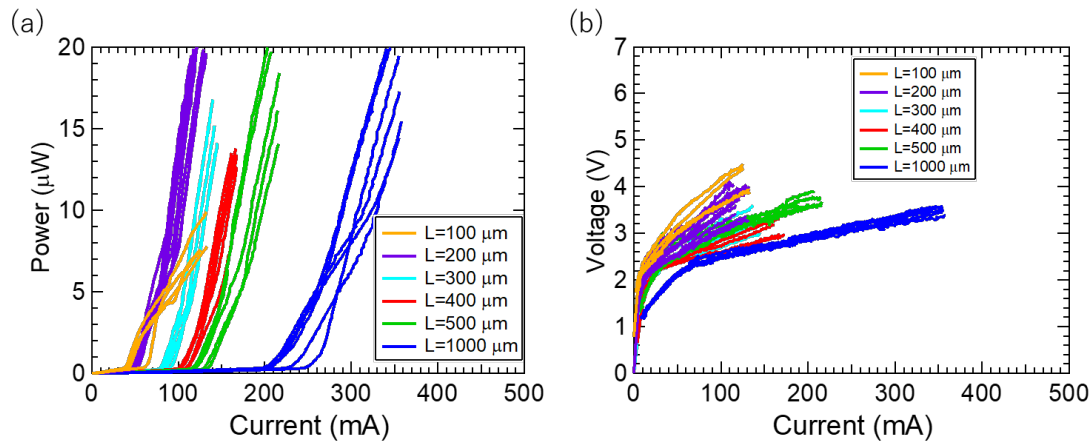 (a)
20
15
10
5
0
Power (μW)
L=100 μm
L=200 μm
L=300 μm
L=400 μm
L=500 μm
L=1000 μm
0 100 200 300 400 500
Current (mA)
(b)
7
6
5
4
3
2
1
0
Voltage (V)
L=100 μm
L=200 μm
L=300 μm
L=400 μm
L=500 μm
L=1000 μm
0 100 200 300 400 500
Current (mA)